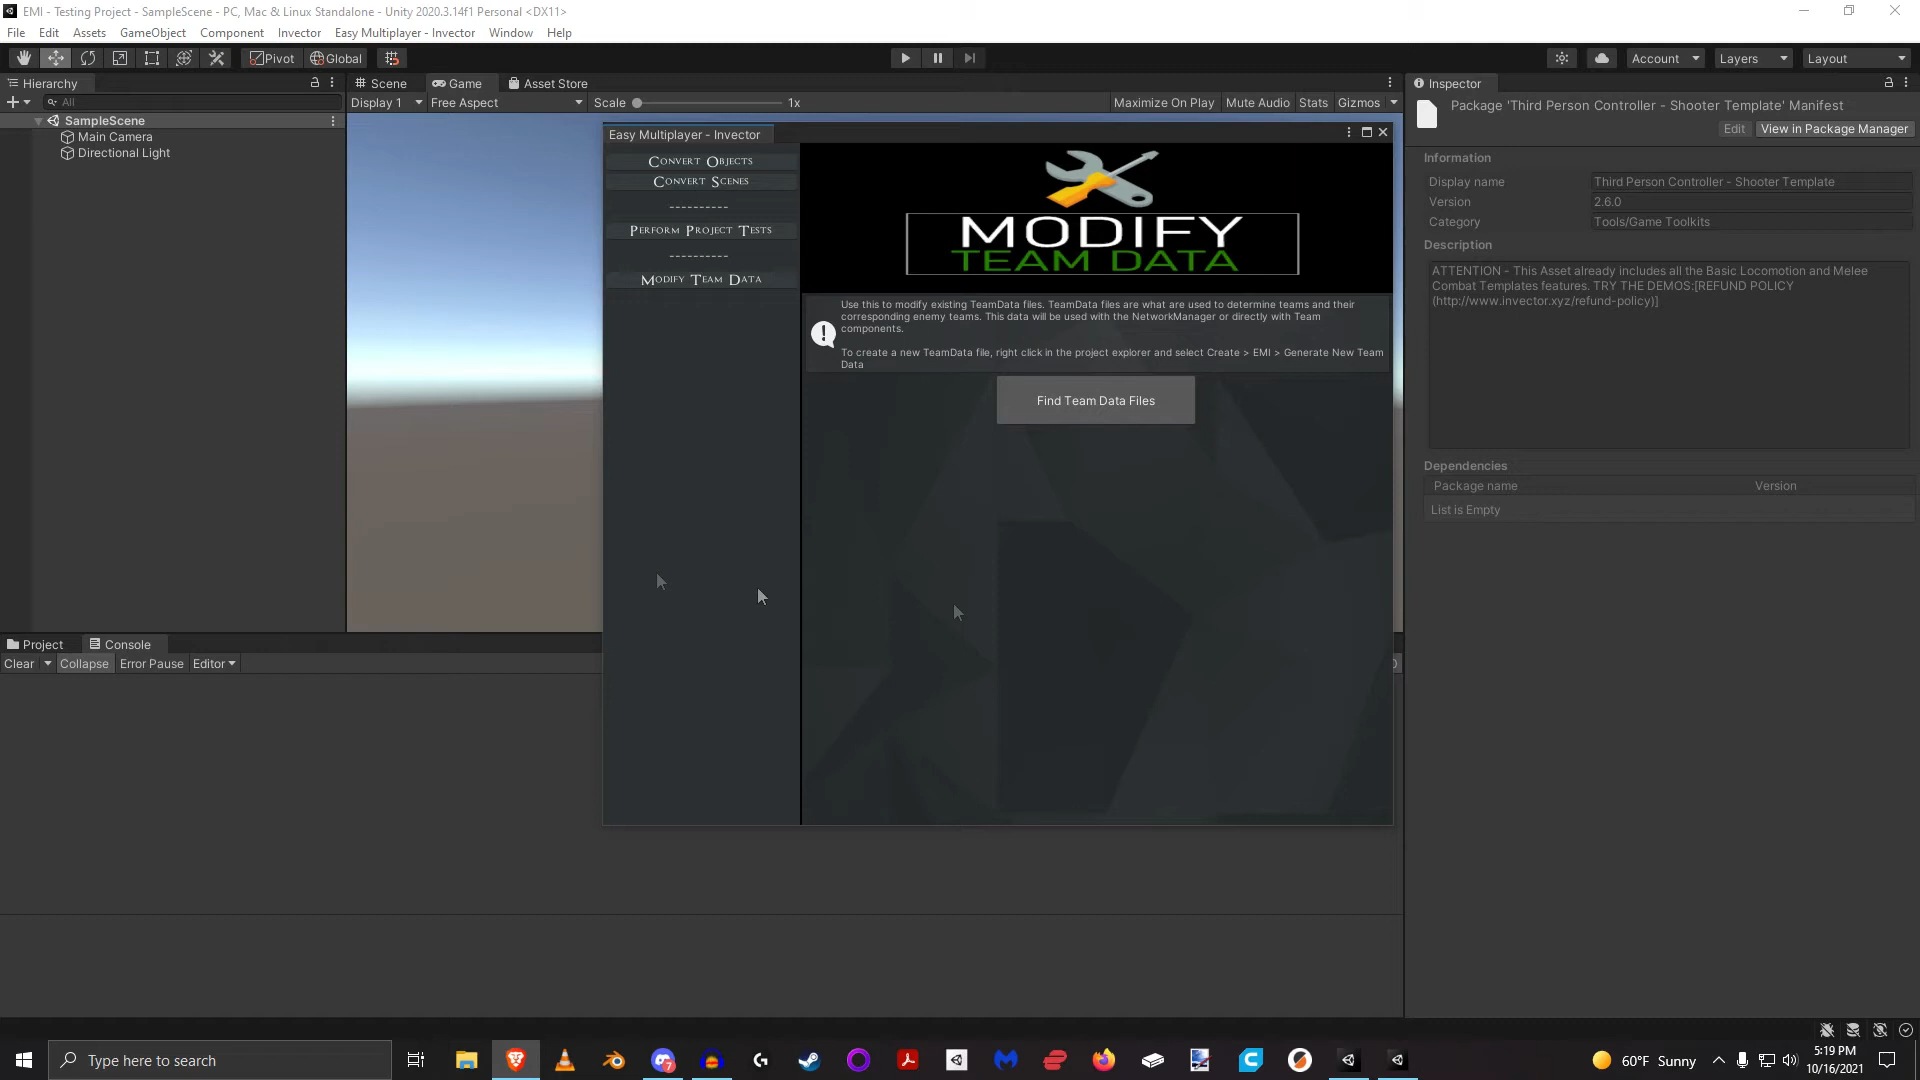 EMI - Testing Project - SampleScene - PC, Mac & Linux Standalone - Unity 2020.3.14f1 Personal <DX11>
File Edit Assets GameObject Component Invector Easy Multiplayer - Invector Window Help
Pivot Global Account Layers Layout
Hierarchy Scene Game Asset Store Inspector
All Display 1 Free Aspect Scale 1x Maximize On Play Mute Audio Stats Gizmos
Package 'Third Person Controller - Shooter Template' Manifest
Edit View in Package Manager
SampleScene
Main Camera
Directional Light
Easy Multiplayer - Invector
Convert Objects
Convert Scenes
----------
Perform Project Tests
----------
Modify Team Data
MODIFY
TEAM DATA
Use this to modify existing TeamData files. TeamData files are what are used to determine teams and their
corresponding enemy teams. This data will be used with the NetworkManager or directly with Team
components.
To create a new TeamData file, right click in the project explorer and select Create > EMI > Generate New Team
Data
Find Team Data Files
Information
Display name Third Person Controller - Shooter Template
Version 2.6.0
Category Tools/Game Toolkits
Description
ATTENTION - This Asset already includes all the Basic Locomotion and Melee
Combat Templates features. TRY THE DEMOS:[REFUND POLICY
(http://www.invector.xyz/refund-policy)]
Dependencies
Package name Version
List is Empty
Project Console
Clear Collapse Error Pause Editor
Type here to search
7
60°F Sunny
5:19 PM
10/16/2021